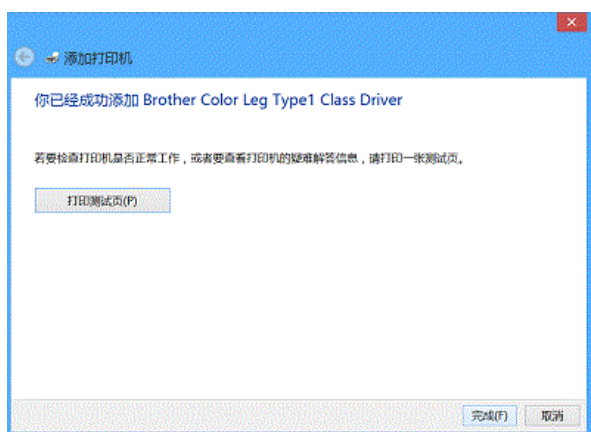 添加打印机
你已经成功添加 Brother Color Leg Type1 Class Driver
若要检查打印机是否正常工作，或者要查看打印机的疑难解答信息，请打印一张测试页。
打印测试页(P)
完成(F)
取消